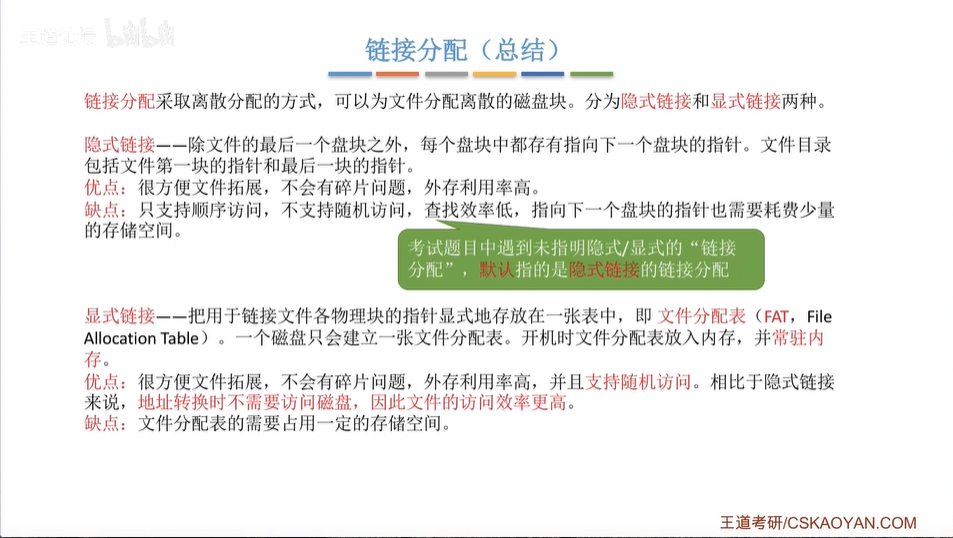 bilibili
链接分配（总结）
链接分配采取离散分配的方式，可以为文件分配离散的磁盘块。分为隐式链接和显式链接两种。
隐式链接——除文件的最后一个盘块之外，每个盘块中都存有指向下一个盘块的指针。文件目录
包括文件第一块的指针和最后一块的指针。
优点：很方便文件拓展，不会有碎片问题，外存利用率高。
缺点：只支持顺序访问，不支持随机访问，查找效率低，指向下一个盘块的指针也需要耗费少量
的存储空间。
考试题目中遇到未指明隐式/显式的“链接
分配”，默认指的是隐式链接的链接分配
显式链接——把用于链接文件各物理块的指针显式地存放在一张表中，即 文件分配表（FAT，File
Allocation Table）。一个磁盘只会建立一张文件分配表。开机时文件分配表放入内存，并常驻内
存。
优点：很方便文件拓展，不会有碎片问题，外存利用率高，并且支持随机访问。相比于隐式链接
来说，地址转换时不需要访问磁盘，因此文件的访问效率更高。
缺点：文件分配表的需要占用一定的存储空间。
王道考研/CSKAOYAN.COM